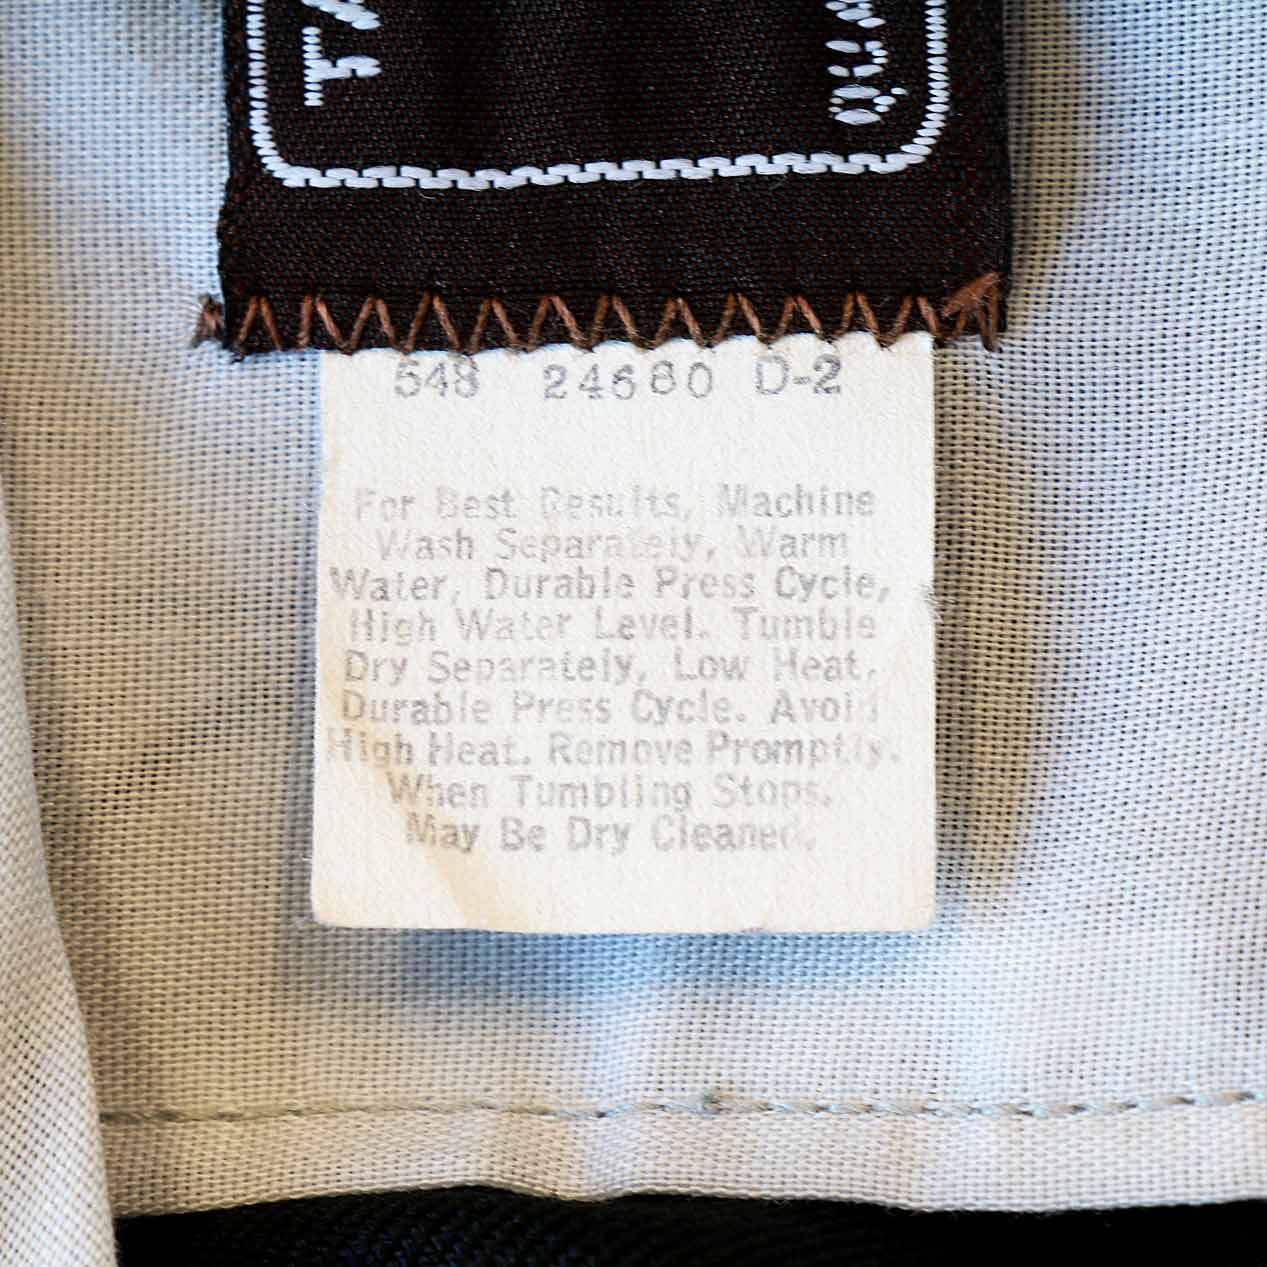 548 24680 D-2
For Best Results, Machine
Wash Separately, Warm
Water, Durable Press Cycle,
High Water Level. Tumble
Dry Separately, Low Heat,
Durable Press Cycle. Avoid
High Heat. Remove Promptly.
When Tumbling Stops.
May Be Dry Cleaned.